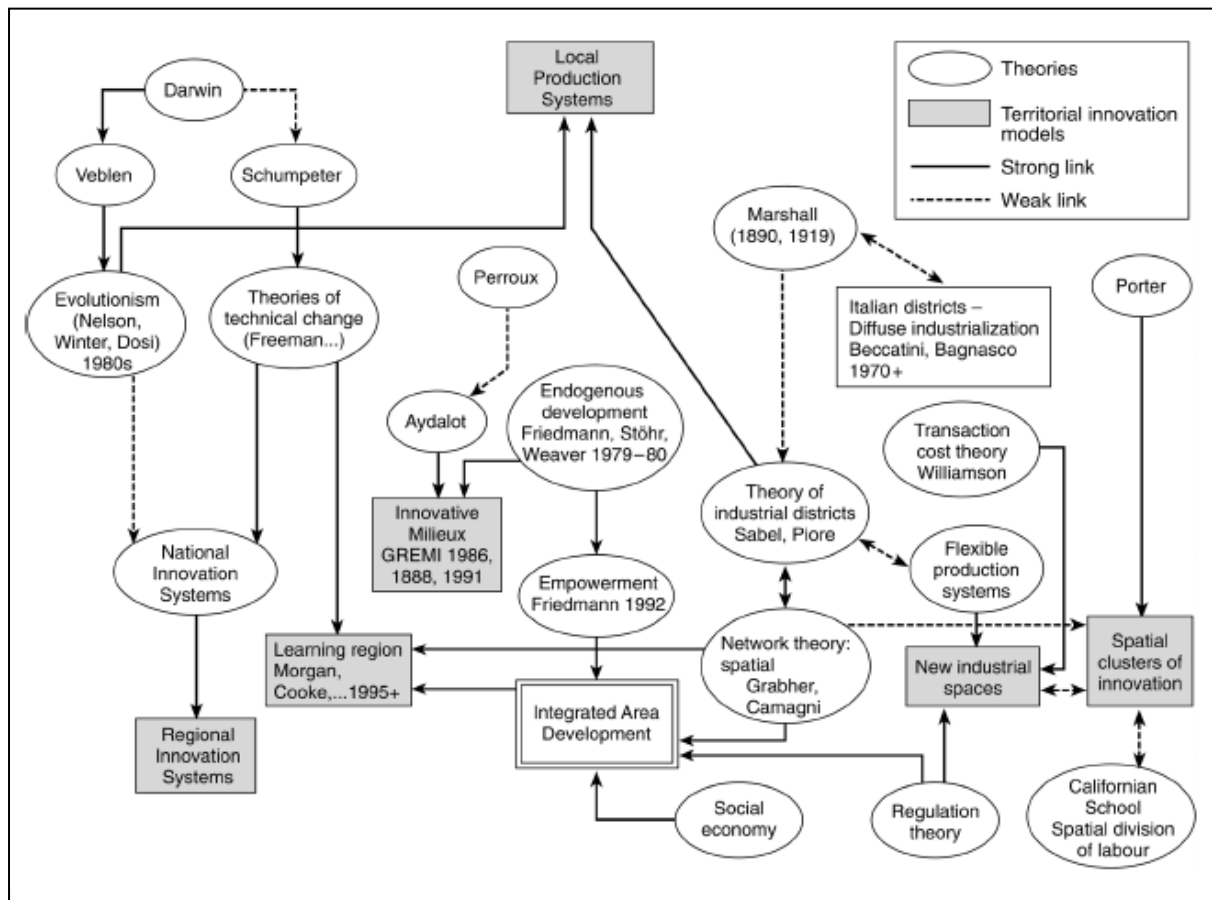 Local
Production
Systems
Theories
Territorial innovation
models
Strong link
Weak link
Darwin
Veblen
Schumpeter
Marshall
(1890, 1919)
Perroux
Porter
Evolutionism
(Nelson,
Winter, Dosi)
1980s
Theories of
technical change
(Freeman...)
Italian districts –
Diffuse industrialization
Beccatini, Bagnasco
1970+
Aydalot
Endogenous
development
Friedmann, Stöhr,
Weaver 1979–80
Transaction
cost theory
Williamson
Theory of
industrial districts
Sabel, Piore
Innovative
Milieux
GREMI 1986,
1888, 1991
National
Innovation
Systems
Flexible
production
systems
Empowerment
Friedmann 1992
Learning region
Morgan,
Cooke,...1995+
Network theory:
spatial
Grabher,
Camagni
New industrial
spaces
Spatial
clusters of
innovation
Integrated Area
Development
Regional
Innovation
Systems
Social
economy
Regulation
theory
Californian
School
Spatial division
of labour